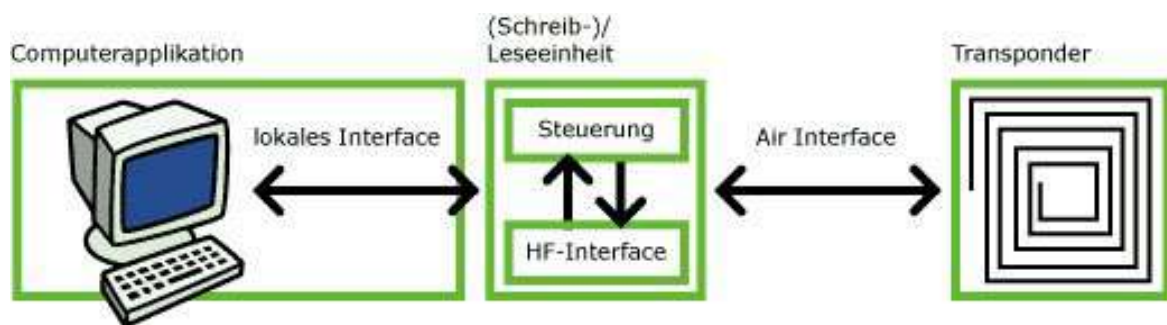 Computerapplikation
lokales Interface
(Schreib-)/
Leseeinheit
Steuerung
HF-Interface
Air Interface
Transponder